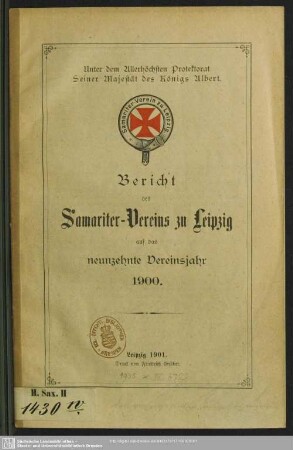 Unter dem Allerhöchsten Protektorat
Seiner Majestät des Königs Albert.
Samariter-Verein zu Leipzig
Bericht
des
Samariter-Vereins zu Leipzig
auf das
neunzehnte Vereinsjahr
1900.
Leipzig 1901.
H. Sax. H
1430 IV.